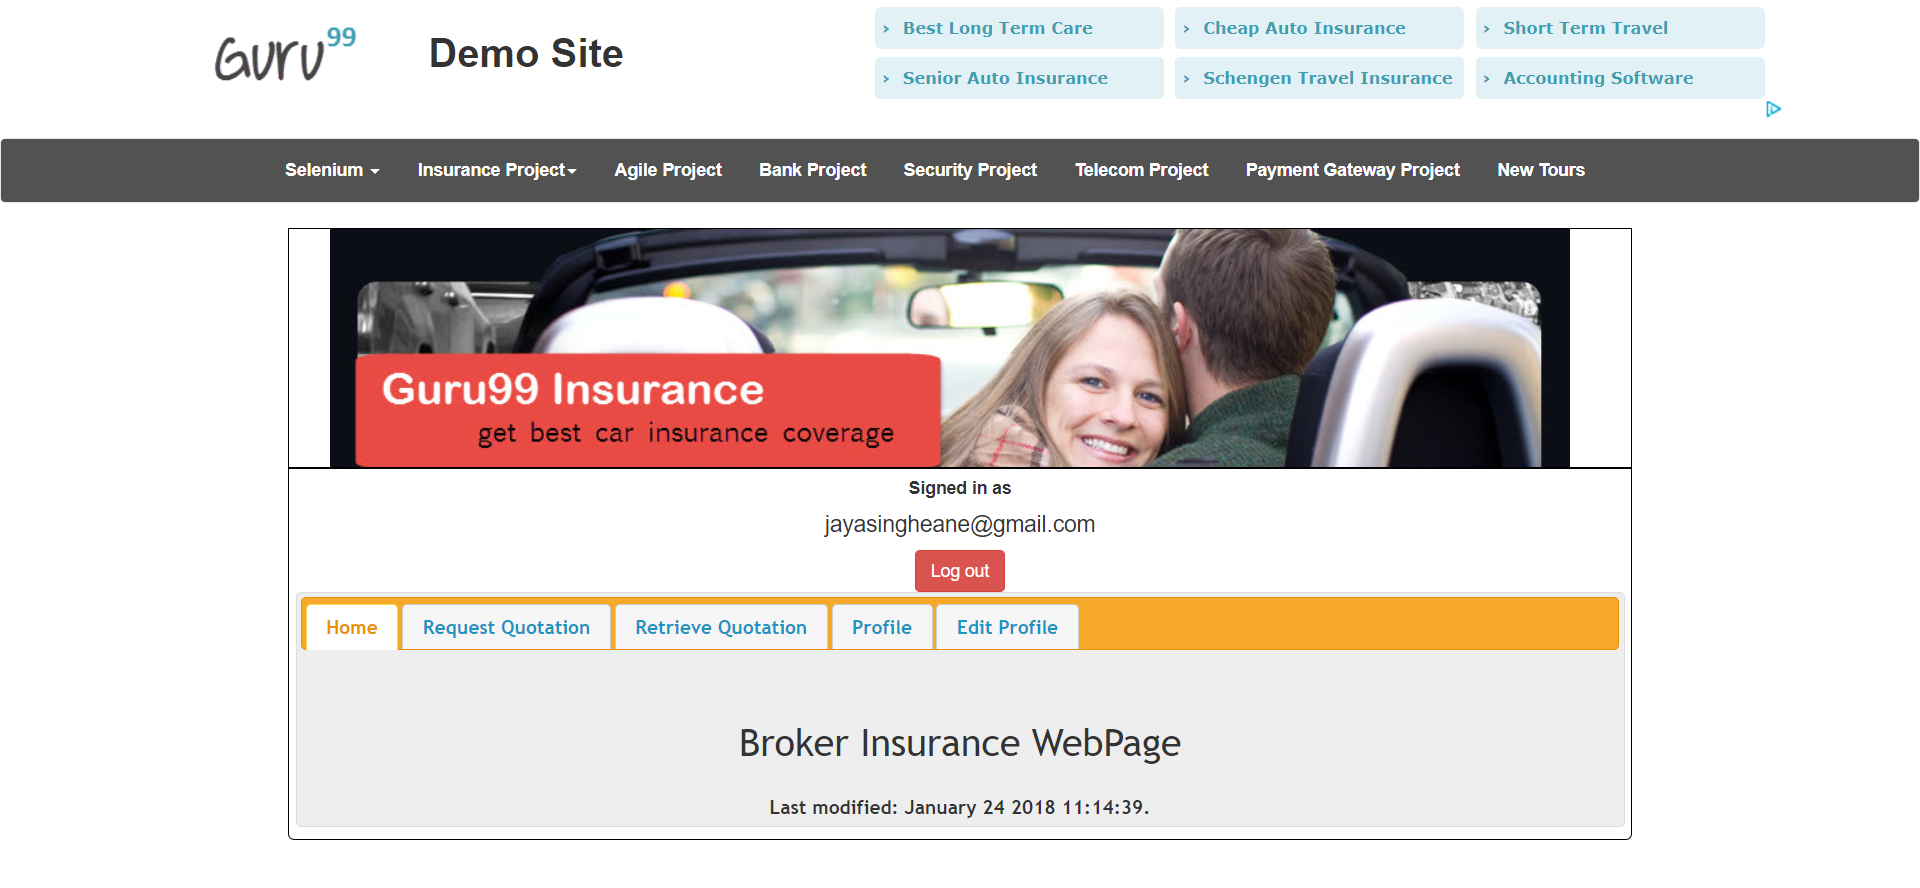 Guru99
Demo Site
› Best Long Term Care
› Cheap Auto Insurance
› Short Term Travel
› Senior Auto Insurance
› Schengen Travel Insurance
› Accounting Software
Selenium Insurance Project Agile Project Bank Project Security Project Telecom Project Payment Gateway Project New Tours
Guru99 Insurance
get best car insurance coverage
Signed in as
jayasingheane@gmail.com
Log out
Home Request Quotation Retrieve Quotation Profile Edit Profile
Broker Insurance WebPage
Last modified: January 24 2018 11:14:39.